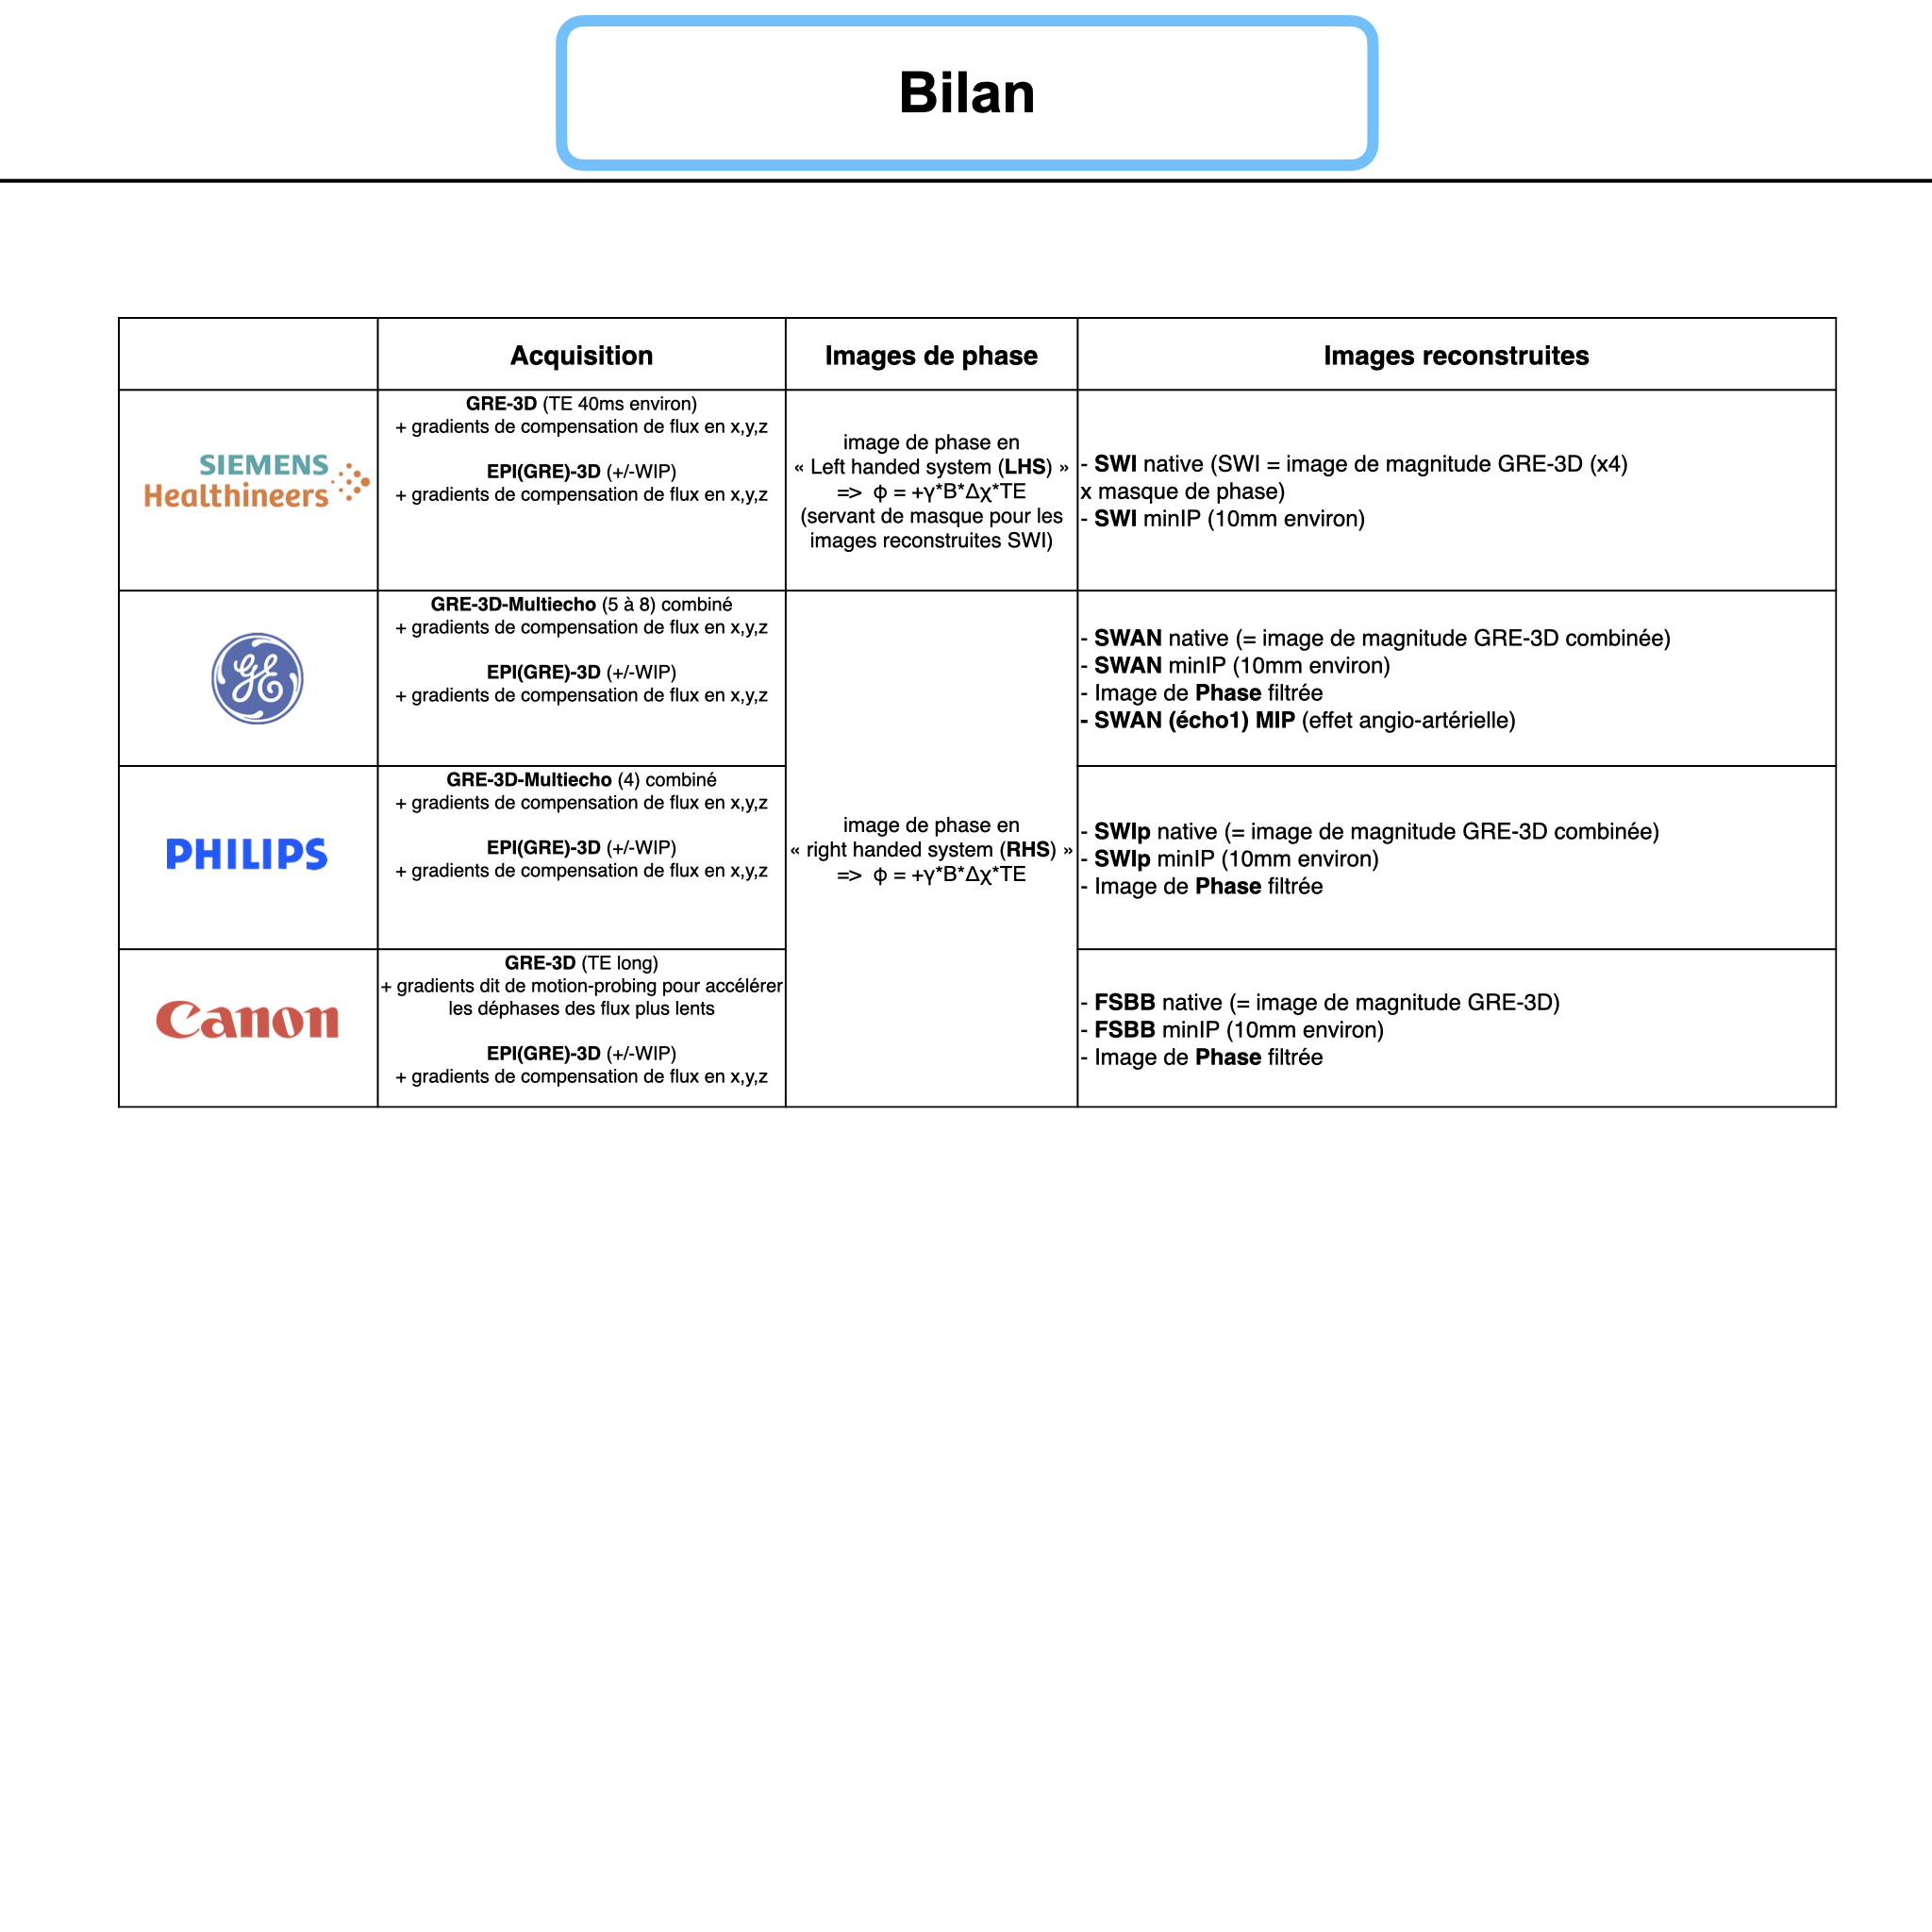 Bilan
Acquisition
Images de phase
Images reconstruites
SIEMENS
Healthineers
GRE-3D (TE 40ms environ)
+ gradients de compensation de flux en x,y,z
EPI(GRE)-3D (+/-WIP)
+ gradients de compensation de flux en x,y,z
image de phase en
« Left handed system (LHS) »
=> ϕ = +γ*B*Δχ*TE
(servant de masque pour les
images reconstruites SWI)
- SWI native (SWI = image de magnitude GRE-3D (x4)
x masque de phase)
- SWI minIP (10mm environ)
GE
GRE-3D-Multiecho (5 à 8) combiné
+ gradients de compensation de flux en x,y,z
EPI(GRE)-3D (+/-WIP)
+ gradients de compensation de flux en x,y,z
- SWAN native (= image de magnitude GRE-3D combinée)
- SWAN minIP (10mm environ)
- Image de Phase filtrée
- SWAN (écho1) MIP (effet angio-artérielle)
PHILIPS
GRE-3D-Multiecho (4) combiné
+ gradients de compensation de flux en x,y,z
EPI(GRE)-3D (+/-WIP)
+ gradients de compensation de flux en x,y,z
image de phase en
« right handed system (RHS) »
=> ϕ = +γ*B*Δχ*TE
- SWIp native (= image de magnitude GRE-3D combinée)
- SWIp minIP (10mm environ)
- Image de Phase filtrée
Canon
GRE-3D (TE long)
+ gradients dit de motion-probing pour accélérer
les déphases des flux plus lents
EPI(GRE)-3D (+/-WIP)
+ gradients de compensation de flux en x,y,z
- FSBB native (= image de magnitude GRE-3D)
- FSBB minIP (10mm environ)
- Image de Phase filtrée